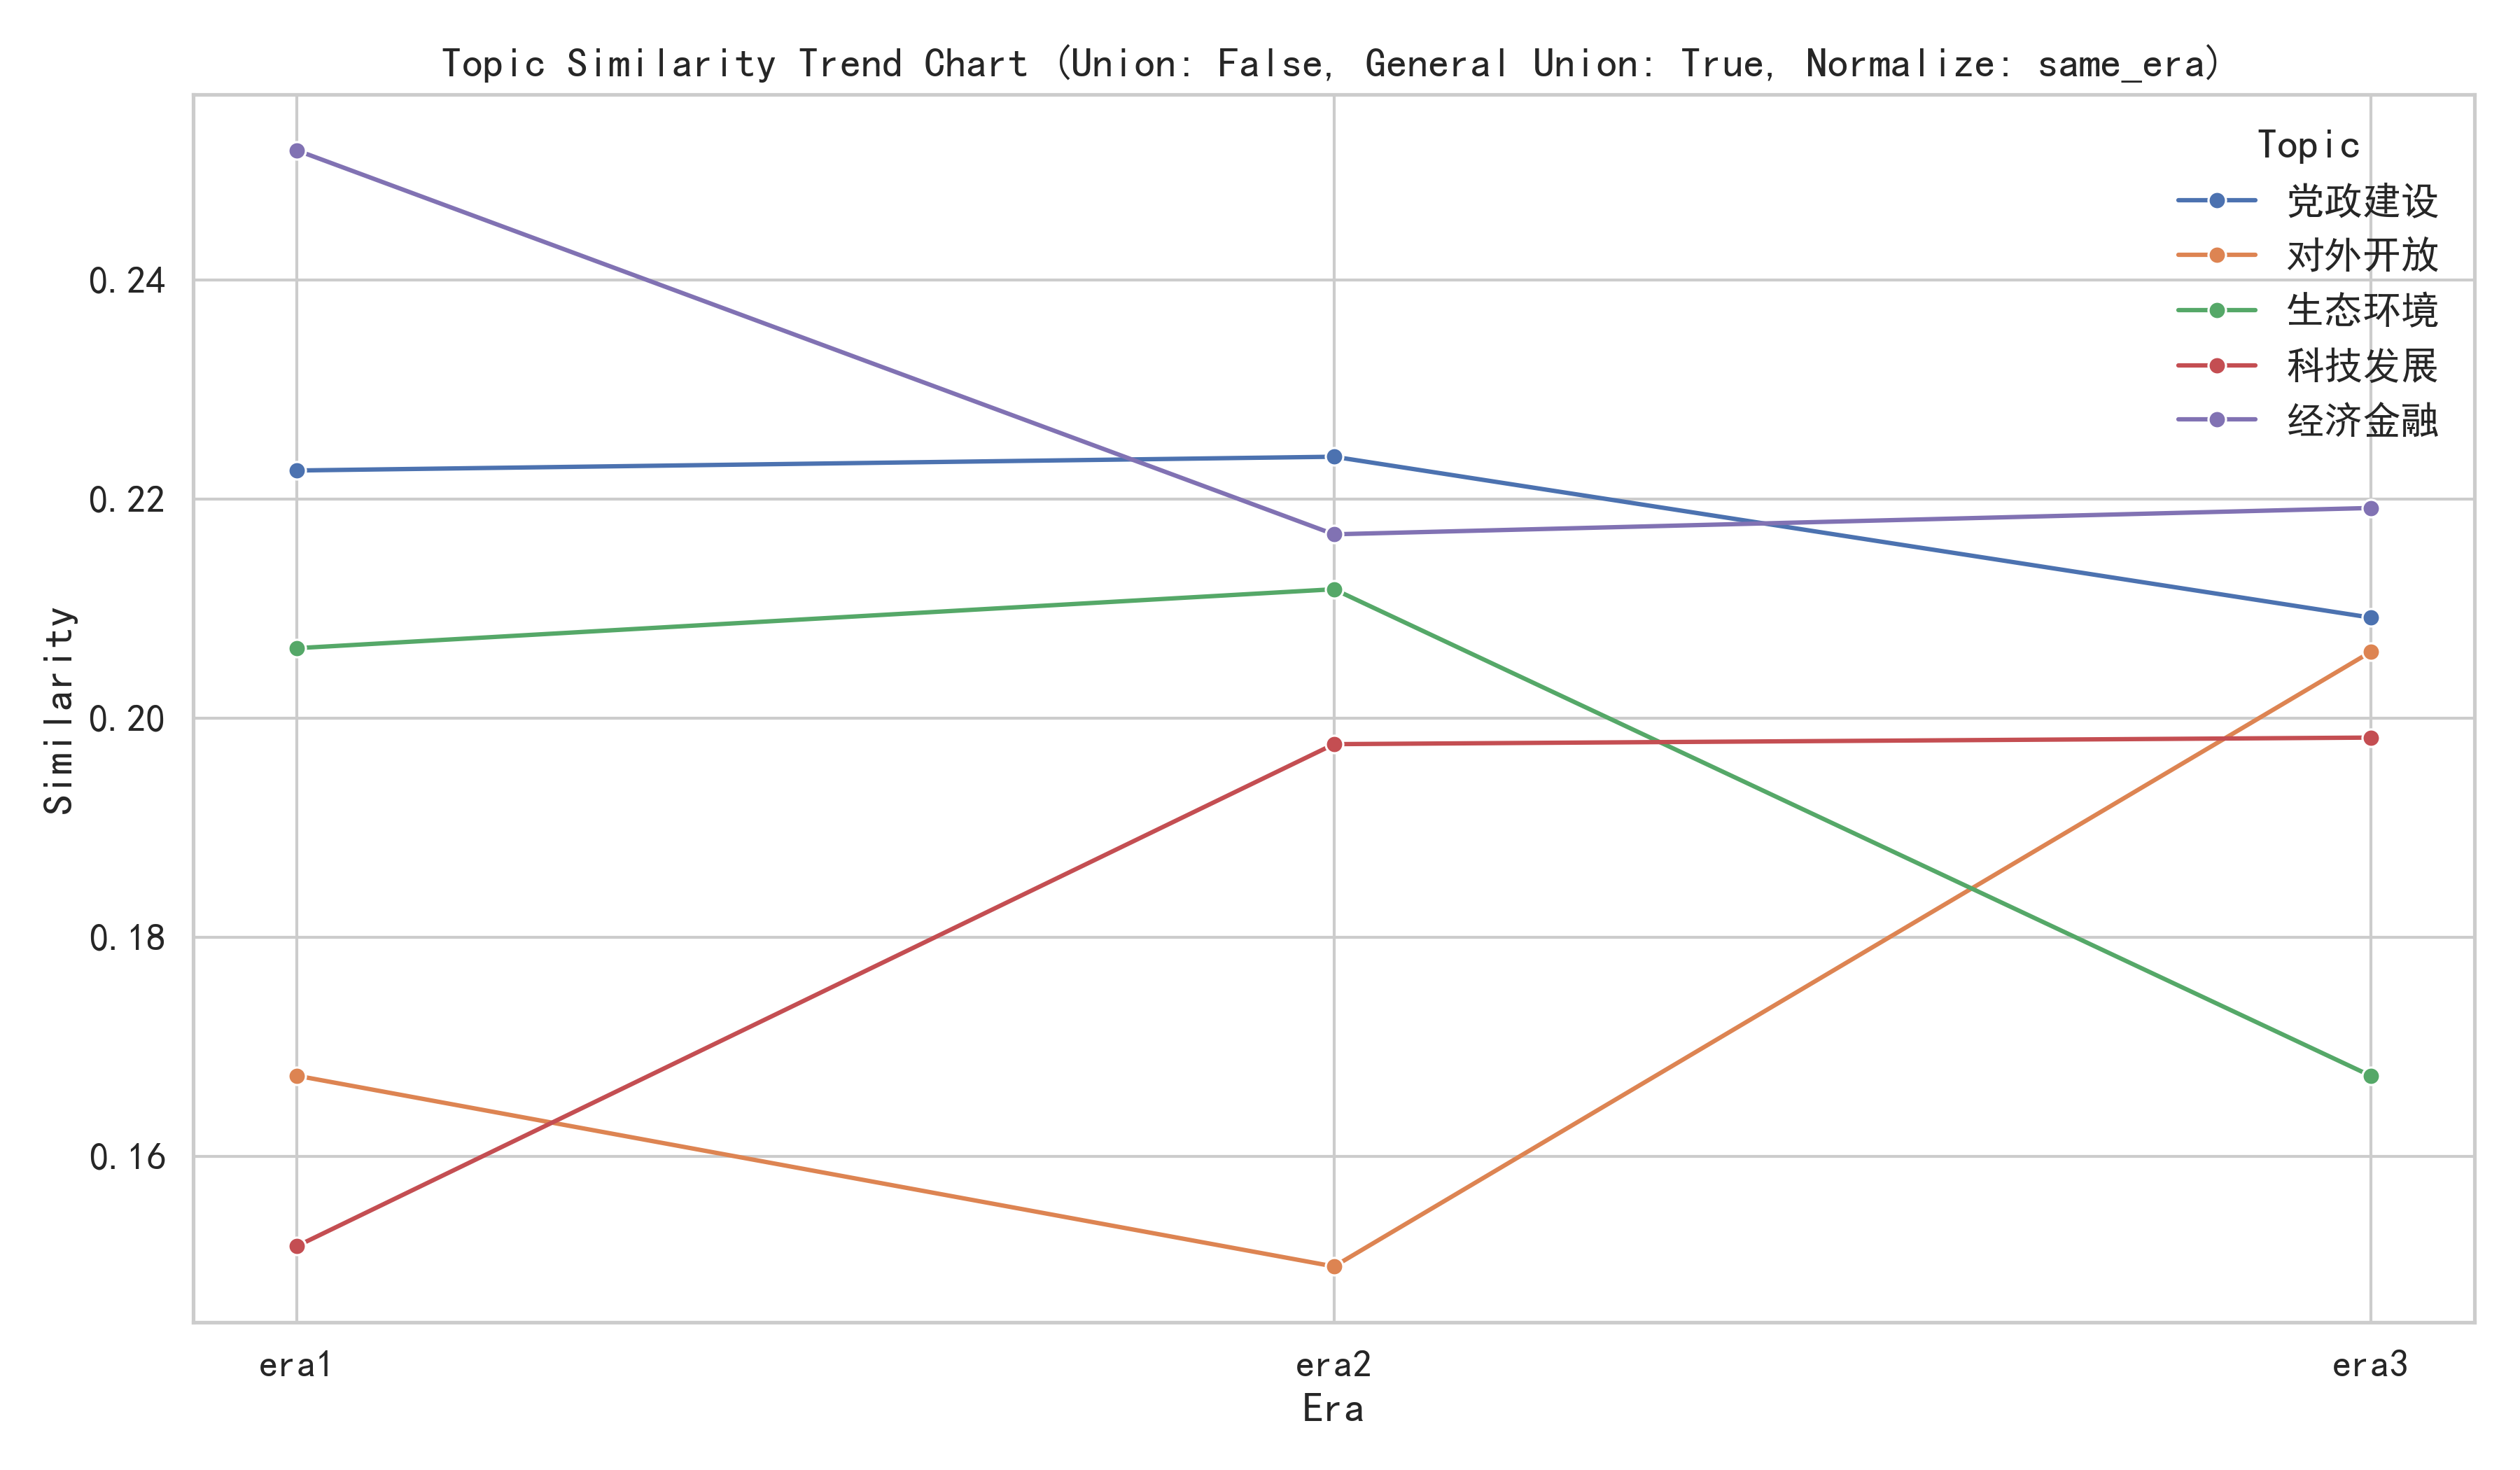 Topic Similarity Trend Chart (Union: False, General Union: True, Normalize: same_era)
Topic
党政建设
对外开放
生态环境
科技发展
经济金融
0.24
0.22
0.20
0.18
0.16
Similarity
era1
era2
era3
Era